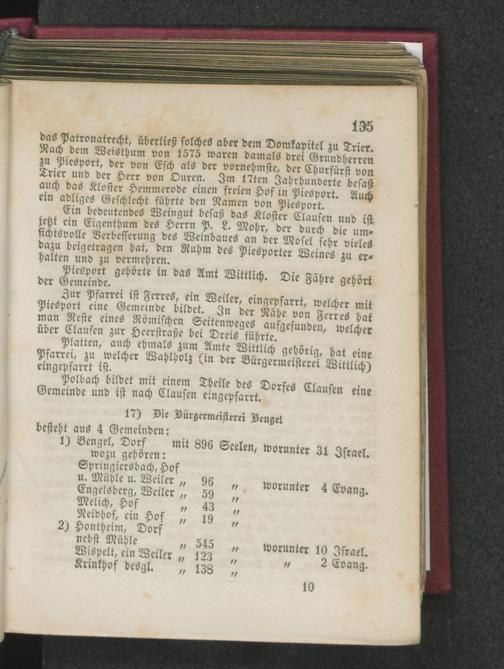 135
das Patronatrecht, überließ solches aber dem Domkapitel zu Trier.
Nach dem Weisthum von 1575 waren damals drei Grundherren
zu Piesport, der von Esch als der vornehmste, der Churfürst von
Trier und der Herr von Ouren. Im 17ten Jahrhunderte besaß
auch das Kloster Hemmerode einen freien Hof in Piesport. Auch
ein adliges Geschlecht führte den Namen von Piesport.
Ein bedeutendes Weingut besaß das Kloster Clausen und ist
jetzt ein Eigenthum des Herrn P. L. Mohr, der durch die um-
sichtsvolle Verbesserung des Weinbaues an der Mosel sehr vieles
dazu beigetragen hat, den Ruhm des Piesporter Weines zu er-
halten und zu vermehren.
Piesport gehörte in das Amt Wittlich. Die Fähre gehört
der Gemeinde.
Zur Pfarrei ist Ferres, ein Weiler, eingepfarrt, welcher mit
Piesport eine Gemeinde bildet. In der Nähe von Ferres hat
man Reste eines Römischen Seitenweges aufgefunden, welcher
über Clausen zur Heerstraße bei Dreis führte.
Platten, auch ehmals zum Amte Wittlich gehörig, hat eine
Pfarrei, zu welcher Wahlholz (in der Bürgermeisterei Wittlich)
eingepfarrt ist.
Polbach bildet mit einem Theile des Dorfes Clausen eine
Gemeinde und ist nach Clausen eingepfarrt.
17) Die Bürgermeisterei Bengel
besteht aus 4 Gemeinden:
1) Bengel, Dorf mit 896 Seelen, worunter 31 Israel.
wozu gehören:
Springiersbach, Hof
u. Mühle u. Weiler „ 96 „ worunter 4 Evang.
Engelsberg, Weiler „ 59 „
Melich, Hof „ 43 „
Neidhof, ein Hof „ 19 „
2) Hontheim, Dorf
nebst Mühle „ 545 „ worunter 10 Israel.
Wispelt, ein Weiler „ 123 „ „ 2 Evang.
Krinkhof desgl. „ 138 „
10